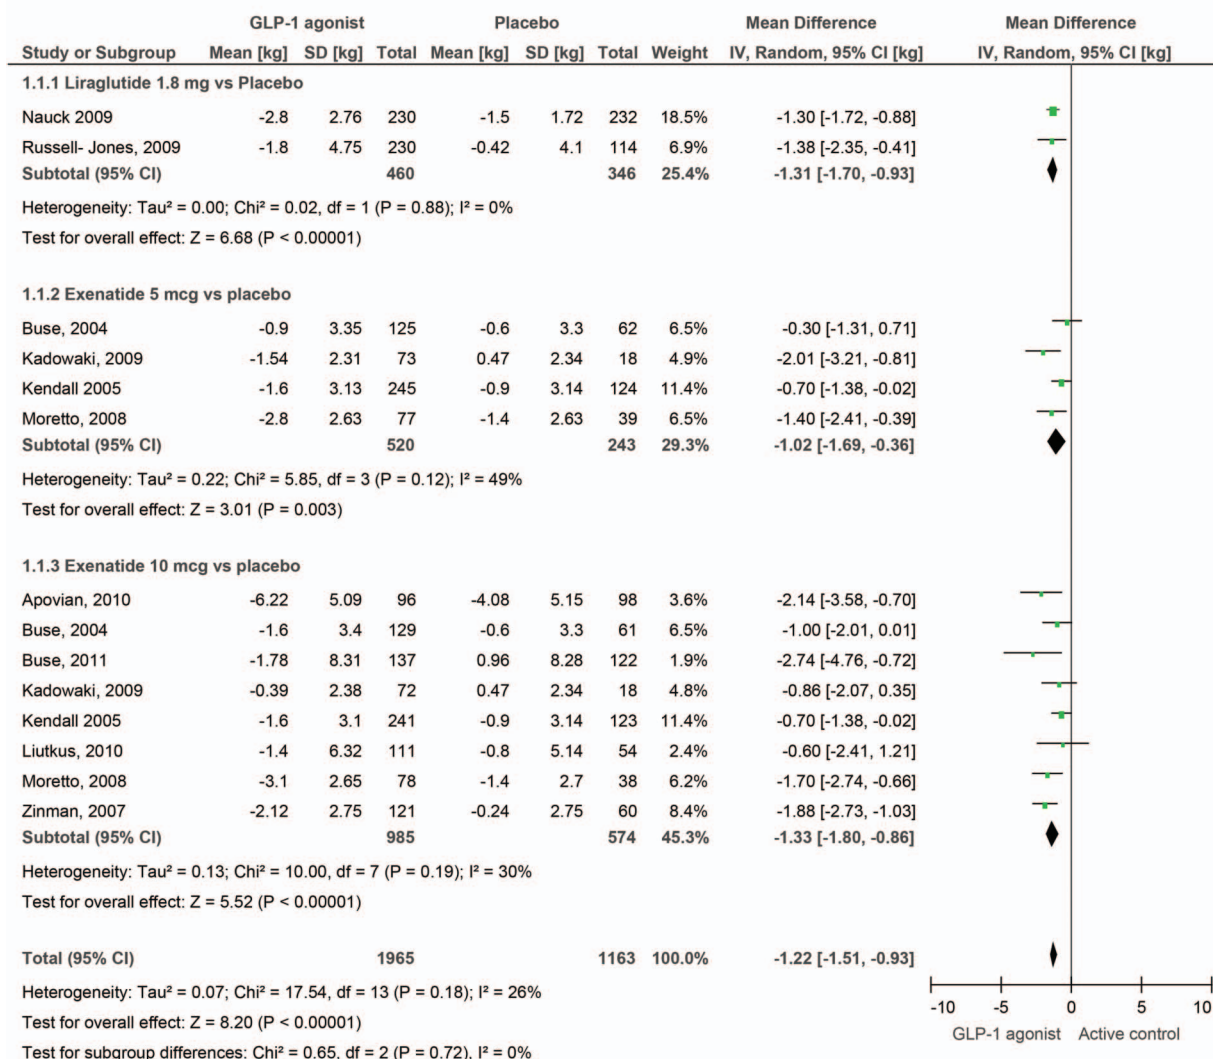 GLP-1 agonist Placebo Mean Difference Mean Difference
Study or Subgroup Mean [kg] SD [kg] Total Mean [kg] SD [kg] Total Weight IV, Random, 95% CI [kg] IV, Random, 95% CI [kg]
1.1.1 Liraglutide 1.8 mg vs Placebo
Nauck 2009 -2.8 2.76 230 -1.5 1.72 232 18.5% -1.30 [-1.72, -0.88]
Russell- Jones, 2009 -1.8 4.75 230 -0.42 4.1 114 6.9% -1.38 [-2.35, -0.41]
Subtotal (95% CI) 460 346 25.4% -1.31 [-1.70, -0.93]
Heterogeneity: Tau² = 0.00; Chi² = 0.02, df = 1 (P = 0.88); I² = 0%
Test for overall effect: Z = 6.68 (P < 0.00001)
1.1.2 Exenatide 5 mcg vs placebo
Buse, 2004 -0.9 3.35 125 -0.6 3.3 62 6.5% -0.30 [-1.31, 0.71]
Kadowaki, 2009 -1.54 2.31 73 0.47 2.34 18 4.9% -2.01 [-3.21, -0.81]
Kendall 2005 -1.6 3.13 245 -0.9 3.14 124 11.4% -0.70 [-1.38, -0.02]
Moretto, 2008 -2.8 2.63 77 -1.4 2.63 39 6.5% -1.40 [-2.41, -0.39]
Subtotal (95% CI) 520 243 29.3% -1.02 [-1.69, -0.36]
Heterogeneity: Tau² = 0.22; Chi² = 5.85, df = 3 (P = 0.12); I² = 49%
Test for overall effect: Z = 3.01 (P = 0.003)
1.1.3 Exenatide 10 mcg vs placebo
Apovian, 2010 -6.22 5.09 96 -4.08 5.15 98 3.6% -2.14 [-3.58, -0.70]
Buse, 2004 -1.6 3.4 129 -0.6 3.3 61 6.5% -1.00 [-2.01, 0.01]
Buse, 2011 -1.78 8.31 137 0.96 8.28 122 1.9% -2.74 [-4.76, -0.72]
Kadowaki, 2009 -0.39 2.38 72 0.47 2.34 18 4.8% -0.86 [-2.07, 0.35]
Kendall 2005 -1.6 3.1 241 -0.9 3.14 123 11.4% -0.70 [-1.38, -0.02]
Liutkus, 2010 -1.4 6.32 111 -0.8 5.14 54 2.4% -0.60 [-2.41, 1.21]
Moretto, 2008 -3.1 2.65 78 -1.4 2.7 38 6.2% -1.70 [-2.74, -0.66]
Zinman, 2007 -2.12 2.75 121 -0.24 2.75 60 8.4% -1.88 [-2.73, -1.03]
Subtotal (95% CI) 985 574 45.3% -1.33 [-1.80, -0.86]
Heterogeneity: Tau² = 0.13; Chi² = 10.00, df = 7 (P = 0.19); I² = 30%
Test for overall effect: Z = 5.52 (P < 0.00001)
Total (95% CI) 1965 1163 100.0% -1.22 [-1.51, -0.93]
Heterogeneity: Tau² = 0.07; Chi² = 17.54, df = 13 (P = 0.18); I² = 26%
-10 -5 0 5 10
Test for overall effect: Z = 8.20 (P < 0.00001)
GLP-1 agonist Active control
Test for subgroup differences: Chi² = 0.65, df = 2 (P = 0.72), I² = 0%